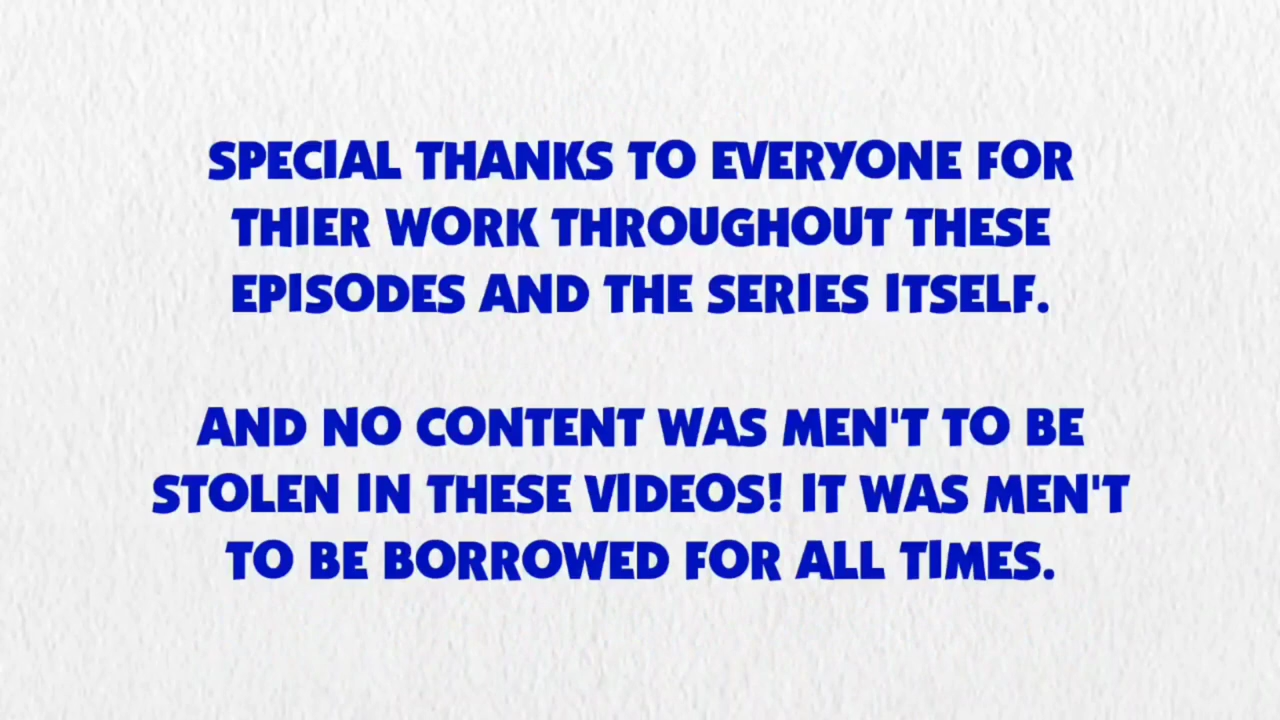 SPECIAL THANKS TO EVERYONE FOR
THIER WORK THROUGHOUT THESE
EPISODES AND THE SERIES ITSELF.
AND NO CONTENT WAS MEN'T TO BE
STOLEN IN THESE VIDEOS! IT WAS MEN'T
TO BE BORROWED FOR ALL TIMES.